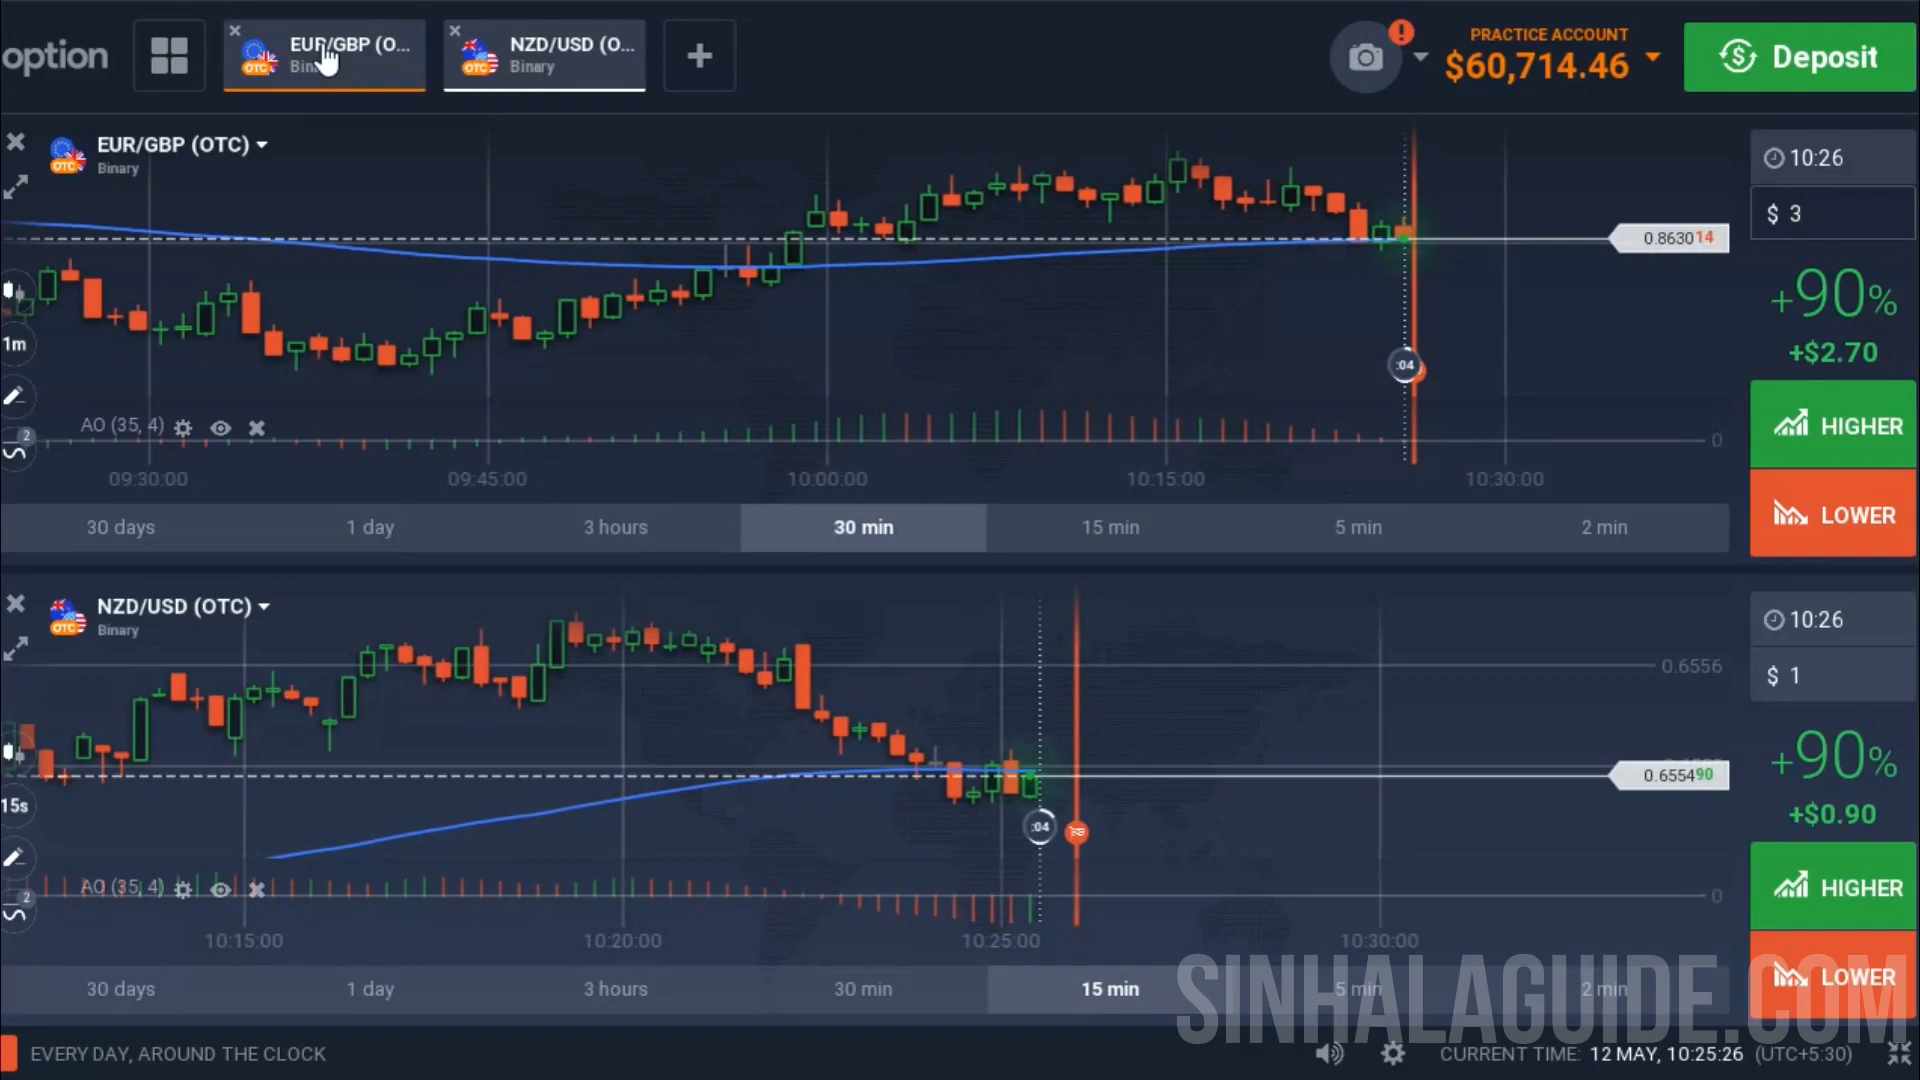 option
EUR/GBP (O...
NZD/USD (O...
Binary
PRACTICE ACCOUNT
$60,714.46
Deposit
EUR/GBP (OTC)
Binary
OTC
10:26
$ 3
0.863014
+90%
+$2.70
1m
:04
HIGHER
AO (35, 4)
2
0
09:30:00 09:45:00 10:00:00 10:15:00 10:30:00
LOWER
30 days 1 day 3 hours 30 min 15 min 5 min 2 min
NZD/USD (OTC)
Binary
OTC
10:26
0.6556
$ 1
0.655490
+90%
15s
+$0.90
:04
HIGHER
AO (35, 4)
2
0
10:15:00 10:20:00 10:25:00 10:30:00
LOWER
30 days 1 day 3 hours 30 min 15 min 5 min 2 min
SINHALAGUIDE.COM
EVERY DAY, AROUND THE CLOCK
CURRENT TIME: 12 MAY, 10:25:26 (UTC+5:30)